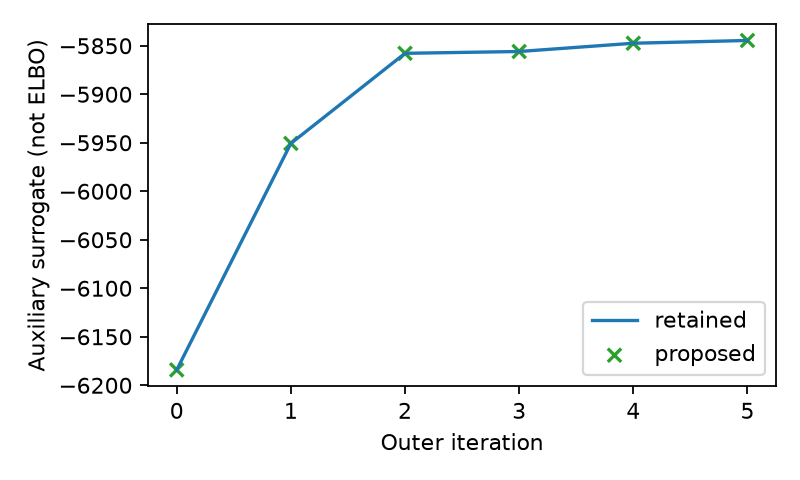 Auxiliary surrogate (not ELBO)
−5850
−5900
−5950
−6000
−6050
−6100
−6150
−6200
retained
proposed
0 1 2 3 4 5
Outer iteration